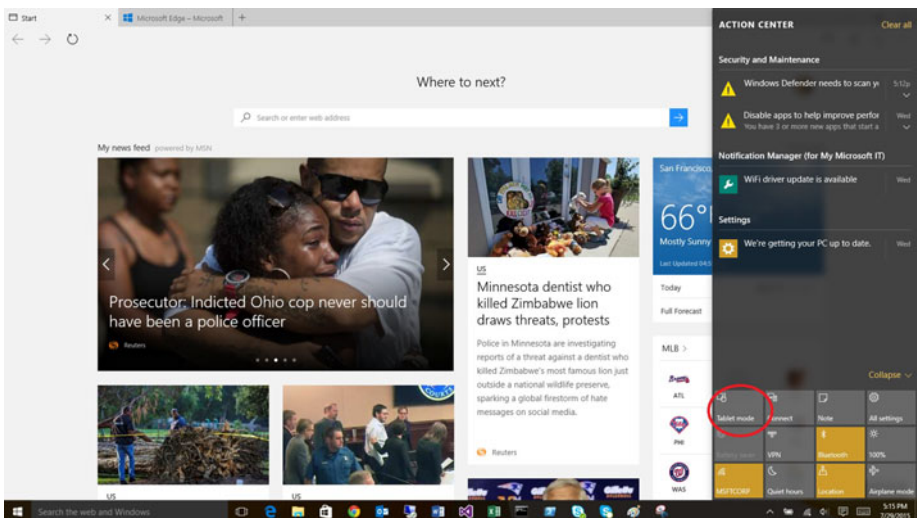 Start
Microsoft Edge – Microsoft
Where to next?
Search or enter web address
My news feed powered by MSN
Prosecutor: Indicted Ohio cop never should
have been a police officer
Reuters
US
Minnesota dentist who
killed Zimbabwe lion
draws threats, protests
Police in Minnesota are investigating
reports of a threat against a dentist who
killed Zimbabwe's most famous lion just
outside a national wildlife preserve,
sparking a global firestorm of hate
messages on social media.
Reuters
US
US
San Francisco,
66°
Mostly Sunny
Last Updated
Today
Full Forecast
MLB >
ATL
PHI
WAS
Gillette
ACTION CENTER
Clear all
Security and Maintenance
Windows Defender needs to scan 5:12p
Disable apps to help improve perfor Wed
You have 3 or more new apps that start a
Notification Manager (for My Microsoft IT)
WiFi driver update is available Wed
Settings
We're getting your PC up to date. Wed
Collapse
Tablet mode Connect Note All settings
Battery saver VPN Bluetooth 100%
MSFTCORP Quiet hours Location Airplane mode
Search the web and Windows
5:15 PM
7/29/2015